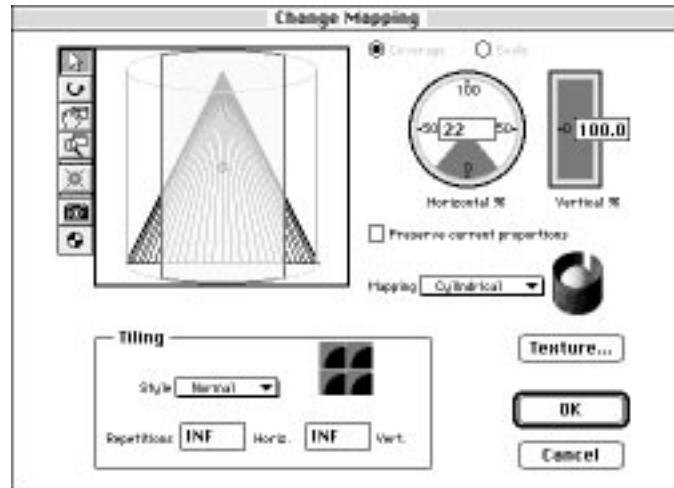 Change Mapping
Coverage Scale
100
-50 22 50-
0
-0 100.0
Horizontal % Vertical %
Preserve current proportions
Mapping Cylindrical
Tiling
Style Normal
Texture...
OK
Repetitions INF Horiz. INF Vert.
Cancel